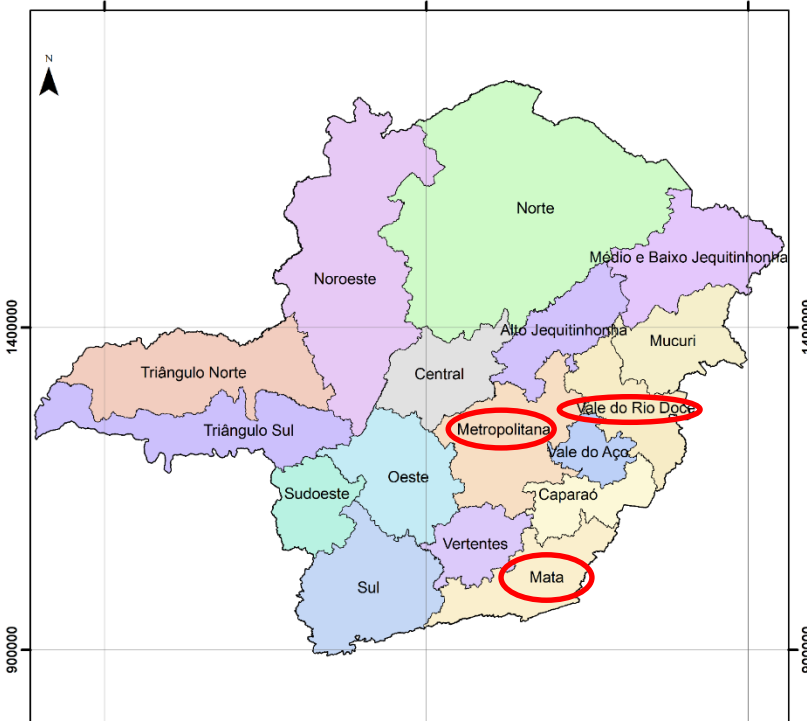 N
Norte
Médio e Baixo Jequitinhonha
Noroeste
1400000
Alto Jequitinhonha
Mucuri
Triângulo Norte
Central
Vale do Rio Doce
Triângulo Sul
Metropolitana
Vale do Aço
Oeste
Sudoeste
Caparaó
Vertentes
Mata
Sul
900000